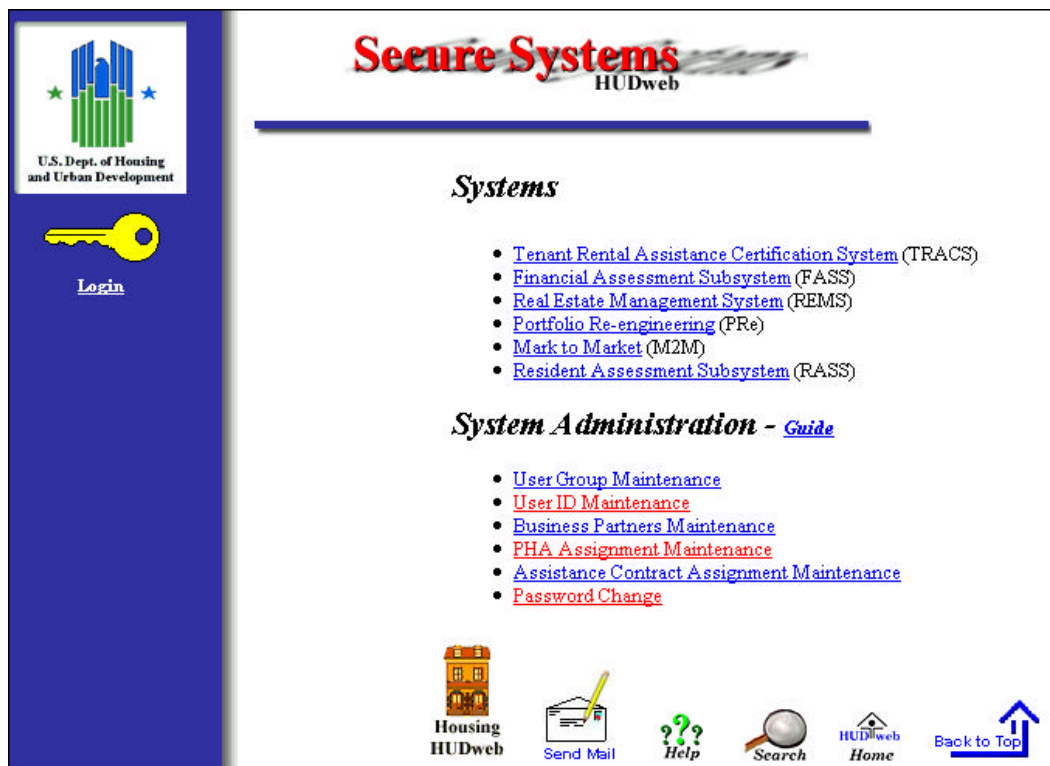 U.S. Dept. of Housing
and Urban Development
Login
Secure Systems
HUDweb
Systems
Tenant Rental Assistance Certification System (TRACS)
Financial Assessment Subsystem (FASS)
Real Estate Management System (REMS)
Portfolio Re-engineering (PRe)
Mark to Market (M2M)
Resident Assessment Subsystem (RASS)
System Administration - Guide
User Group Maintenance
User ID Maintenance
Business Partners Maintenance
PHA Assignment Maintenance
Assistance Contract Assignment Maintenance
Password Change
Housing
HUDweb
Send Mail
???
Help
Search
HUDweb
Home
Back to Top